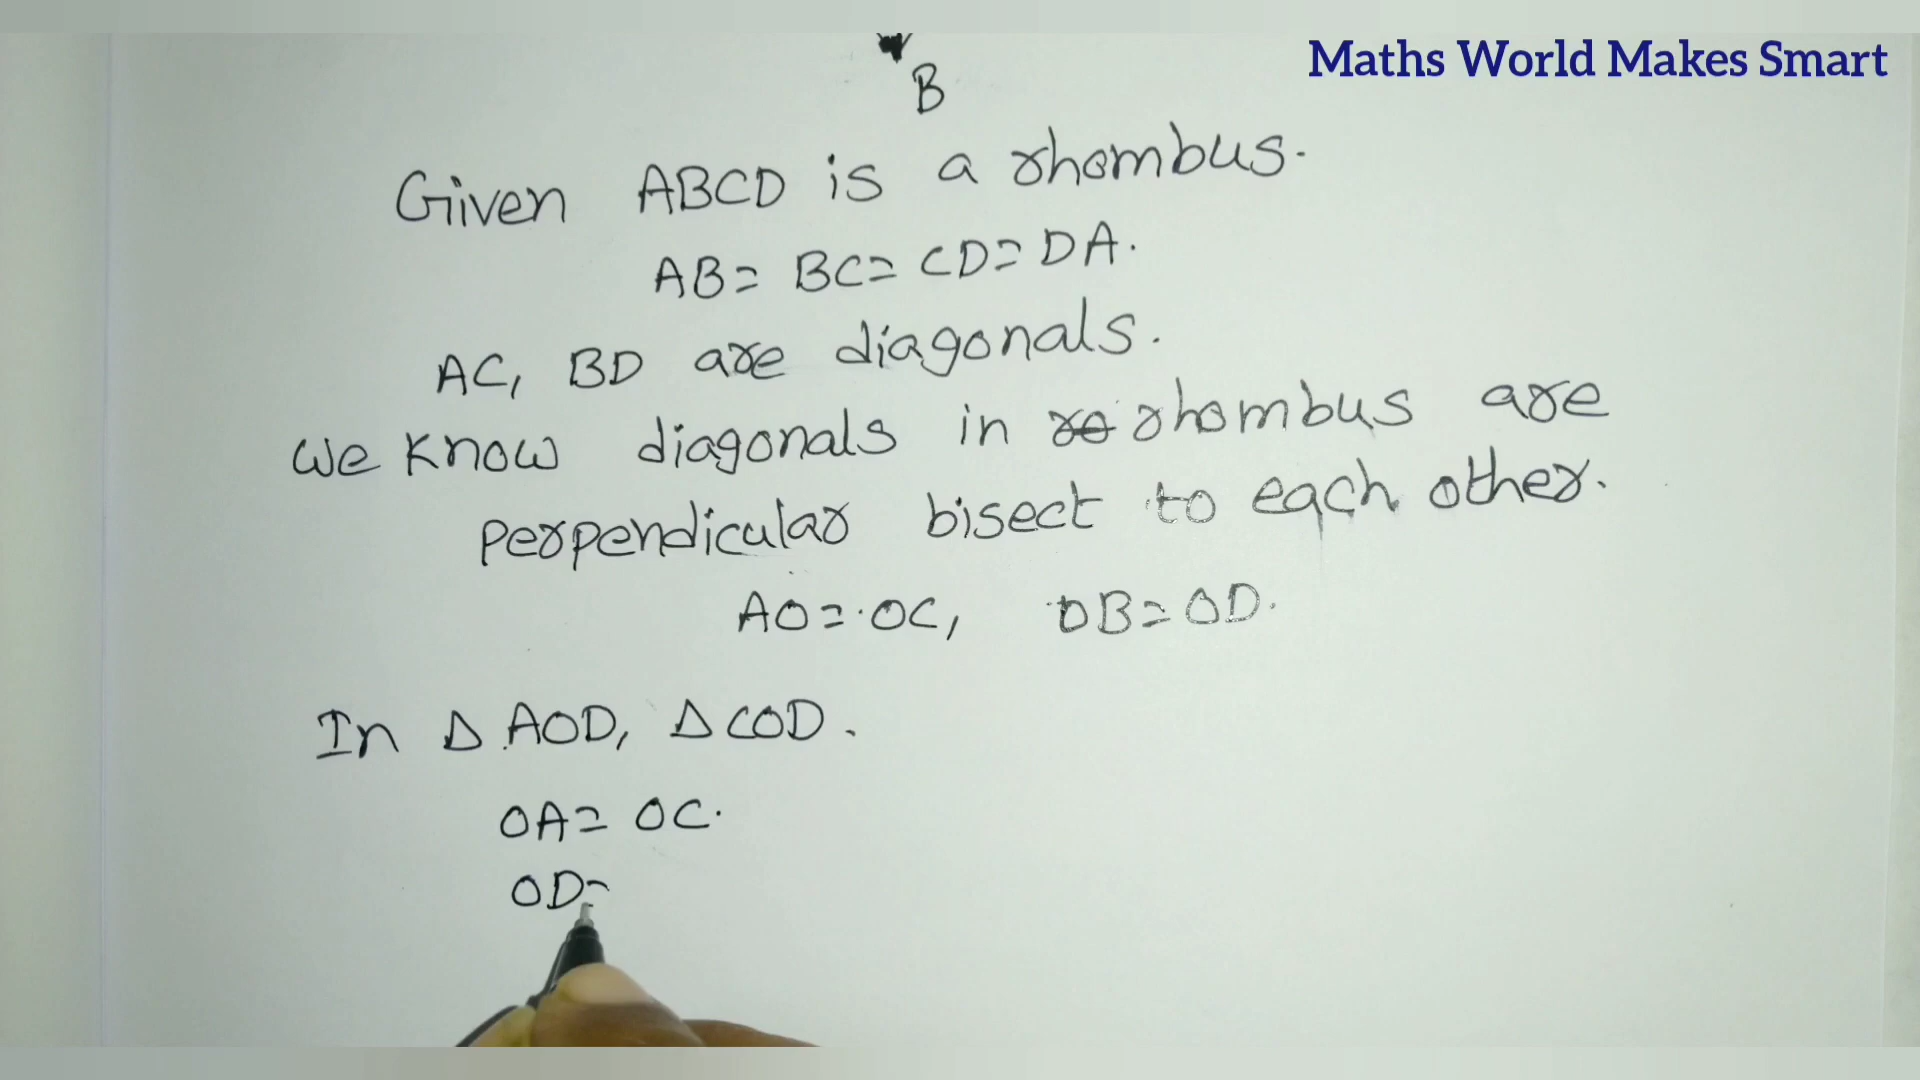 Maths World Makes Smart
B
Given ABCD is a rhombus.
AB = BC = CD = DA.
AC, BD are diagonals.
We know diagonals in ro rhombus are
perpendicular bisect to each other.
AO = OC, OB = OD.
In Δ AOD, Δ COD.
OA = OC.
OD =